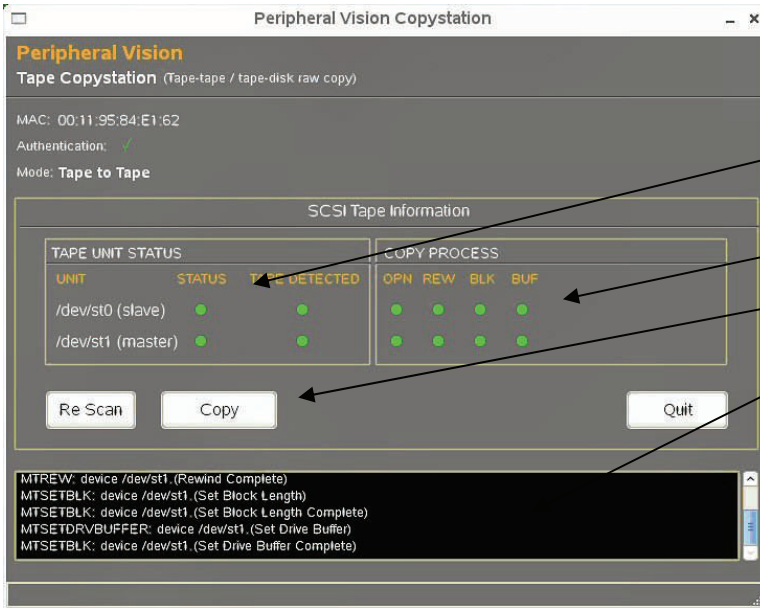 Peripheral Vision Copystation
Peripheral Vision
Tape Copystation (Tape-tape / tape-disk raw copy)
MAC: 00:11:95:84:E1:62
Authentication: ✓
Mode: Tape to Tape
SCSI Tape Information
TAPE UNIT STATUS
UNIT STATUS TAPE DETECTED
/dev/st0 (slave)
/dev/st1 (master)
COPY PROCESS
OPN REW BLK BUF
Re Scan Copy Quit
MTREW: device /dev/st1.(Rewind Complete)
MTSETBLK: device /dev/st1.(Set Block Length)
MTSETBLK: device /dev/st1.(Set Block Length Complete)
MTSETDRVBUFFER: device /dev/st1.(Set Drive Buffer)
MTSETBLK: device /dev/st1.(Set Drive Buffer Complete)